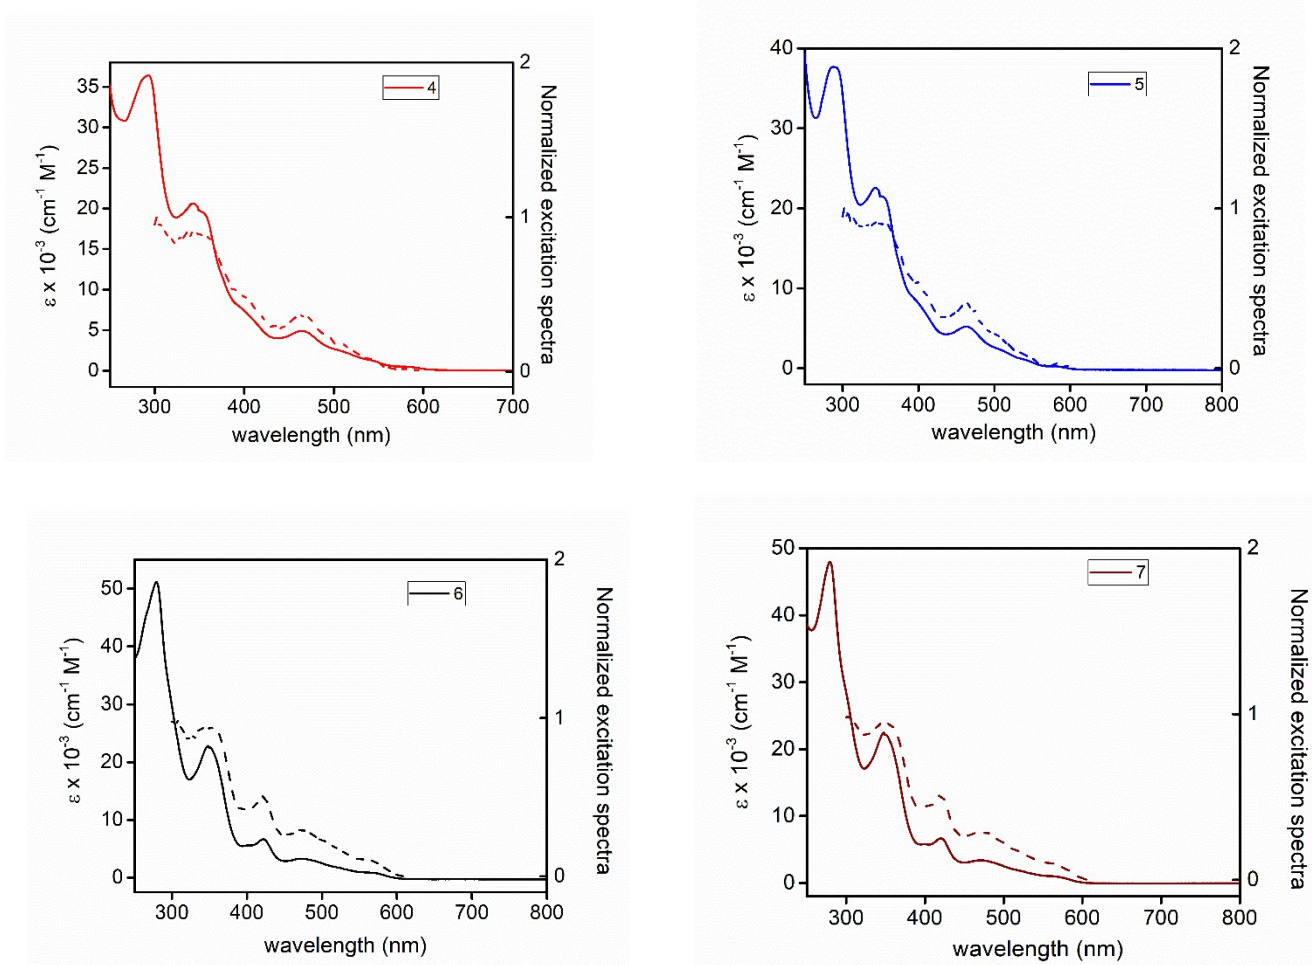 4
35
30
25
20
15
10
5
0
ε x 10⁻³ (cm⁻¹ M⁻¹)
2
1
0
Normalized excitation spectra
300 400 500 600 700
wavelength (nm)
5
40
30
20
10
0
ε x 10⁻³ (cm⁻¹ M⁻¹)
2
1
0
Normalized excitation spectra
300 400 500 600 700 800
wavelength (nm)
6
50
40
30
20
10
0
ε x 10⁻³ (cm⁻¹ M⁻¹)
2
1
0
Normalized excitation spectra
300 400 500 600 700 800
wavelength (nm)
7
50
40
30
20
10
0
ε x 10⁻³ (cm⁻¹ M⁻¹)
2
1
0
Normalized excitation spectra
300 400 500 600 700 800
wavelength (nm)